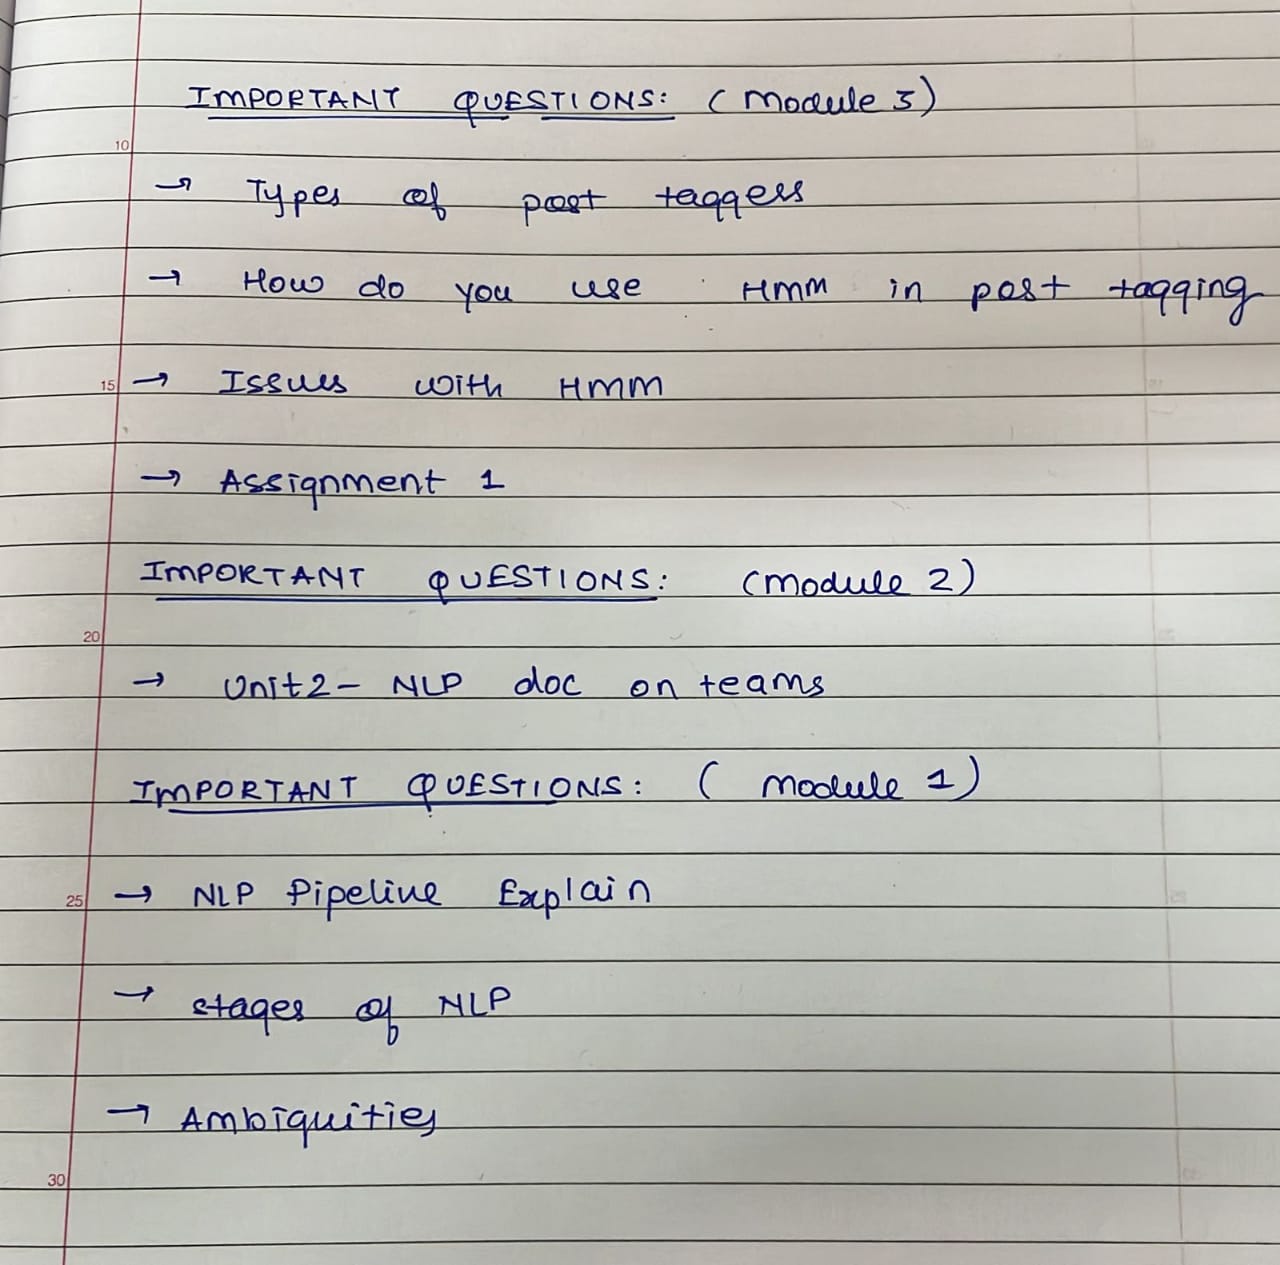 IMPORTANT QUESTIONS: (Module 3)
10
→ Types of post taggess
→ How do you use HMM in post tagging
15 → Issues with HMM
→ Assignment 1
IMPORTANT QUESTIONS: (Module 2)
20
→ Unit2- NLP doc on teams
IMPORTANT QUESTIONS: ( Module 1)
25 → NLP Pipeline Explain
→ stages of NLP
→ Ambiquities
30